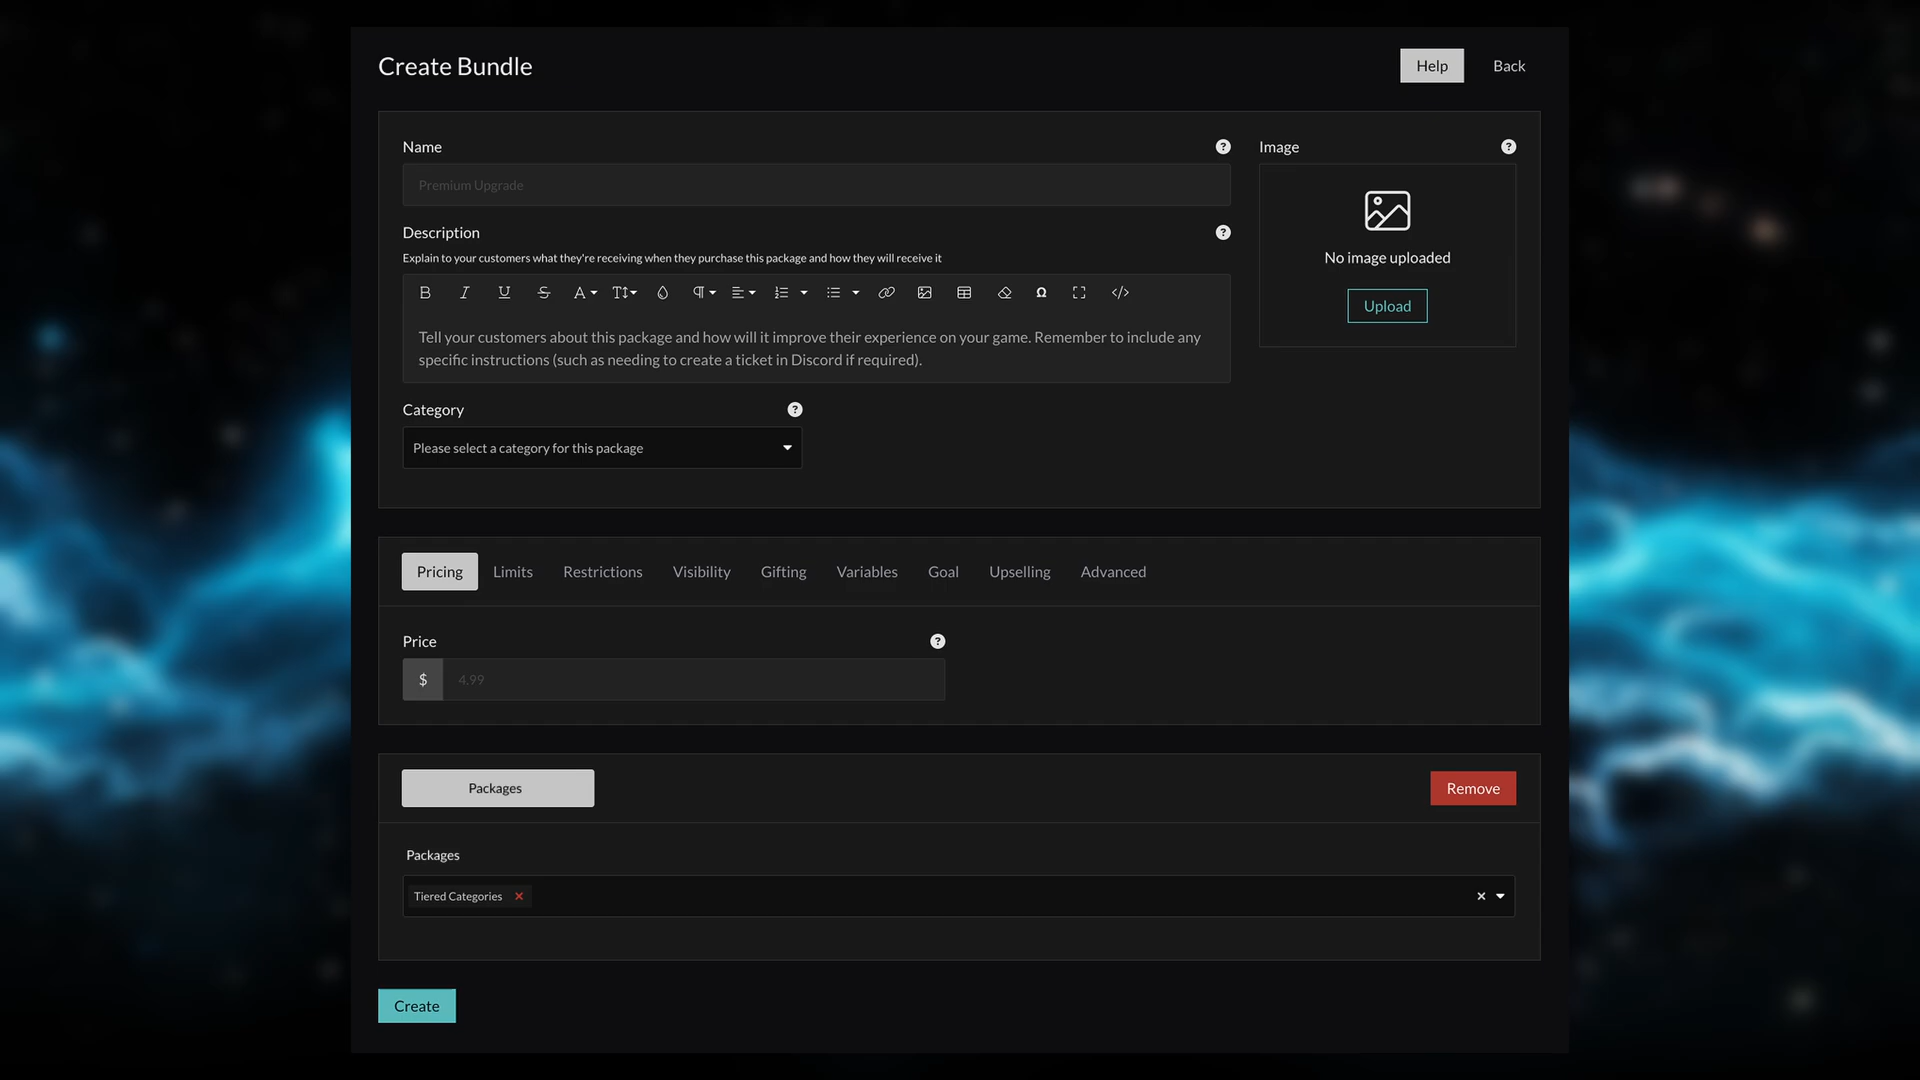 Create Bundle
Help
Back
Name
Premium Upgrade
Image
No image uploaded
Upload
Description
Explain to your customers what they're receiving when they purchase this package and how they will receive it
Tell your customers about this package and how will it improve their experience on your game. Remember to include any
specific instructions (such as needing to create a ticket in Discord if required).
Category
Please select a category for this package
Pricing
Limits
Restrictions
Visibility
Gifting
Variables
Goal
Upselling
Advanced
Price
$
4.99
Packages
Remove
Packages
Tiered Categories
Create